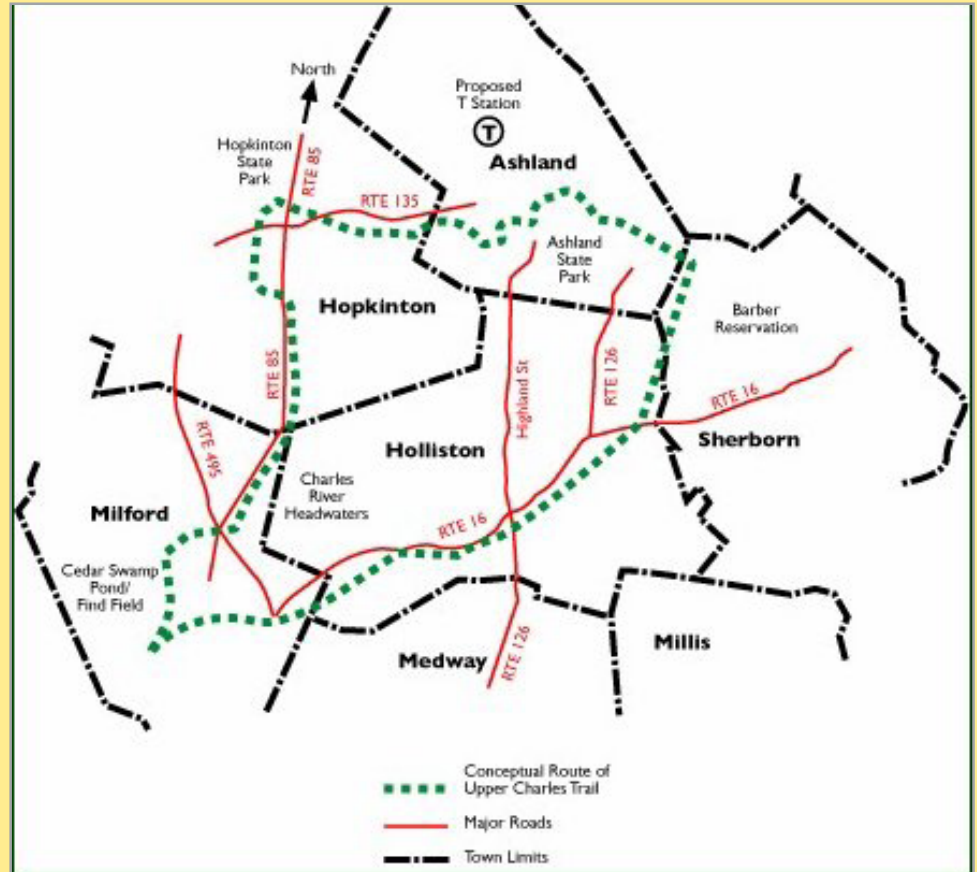 North
Proposed
T Station
T
Ashland
Hopkinton
State
Park
RTE 85
RTE 135
Ashland
State
Park
Hopkinton
Barber
Reservation
RTE 85
Highland St
RTE 126
RTE 16
RTE 495
Holliston
Sherborn
Charles
River
Headwaters
Milford
RTE 16
Cedar Swamp
Pond/
Find Field
Medway
RTE 126
Millis
Conceptual Route of
Upper Charles Trail
Major Roads
Town Limits